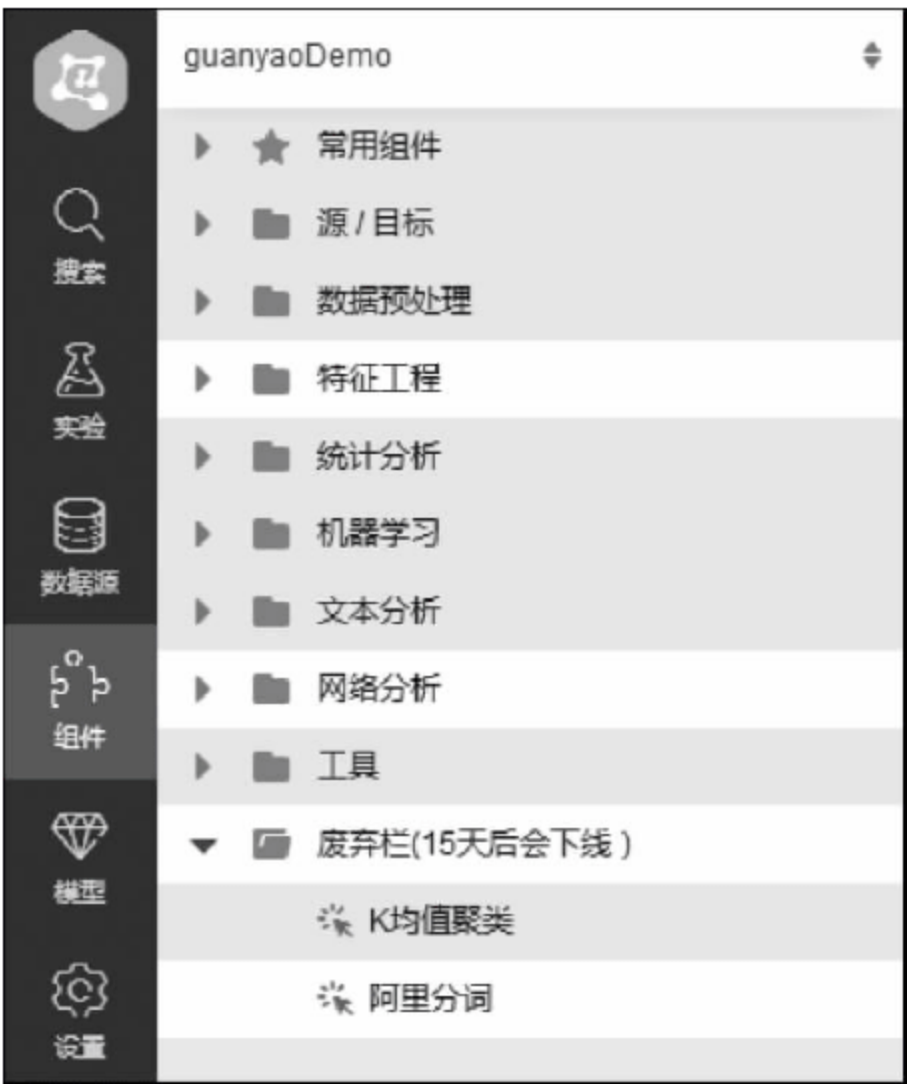 guanyaoDemo
常用组件
源 / 目标
数据预处理
特征工程
统计分析
机器学习
文本分析
网络分析
工具
废弃栏(15天后会下线 )
K均值聚类
阿里分词
搜索
实验
数据源
组件
模型
设置